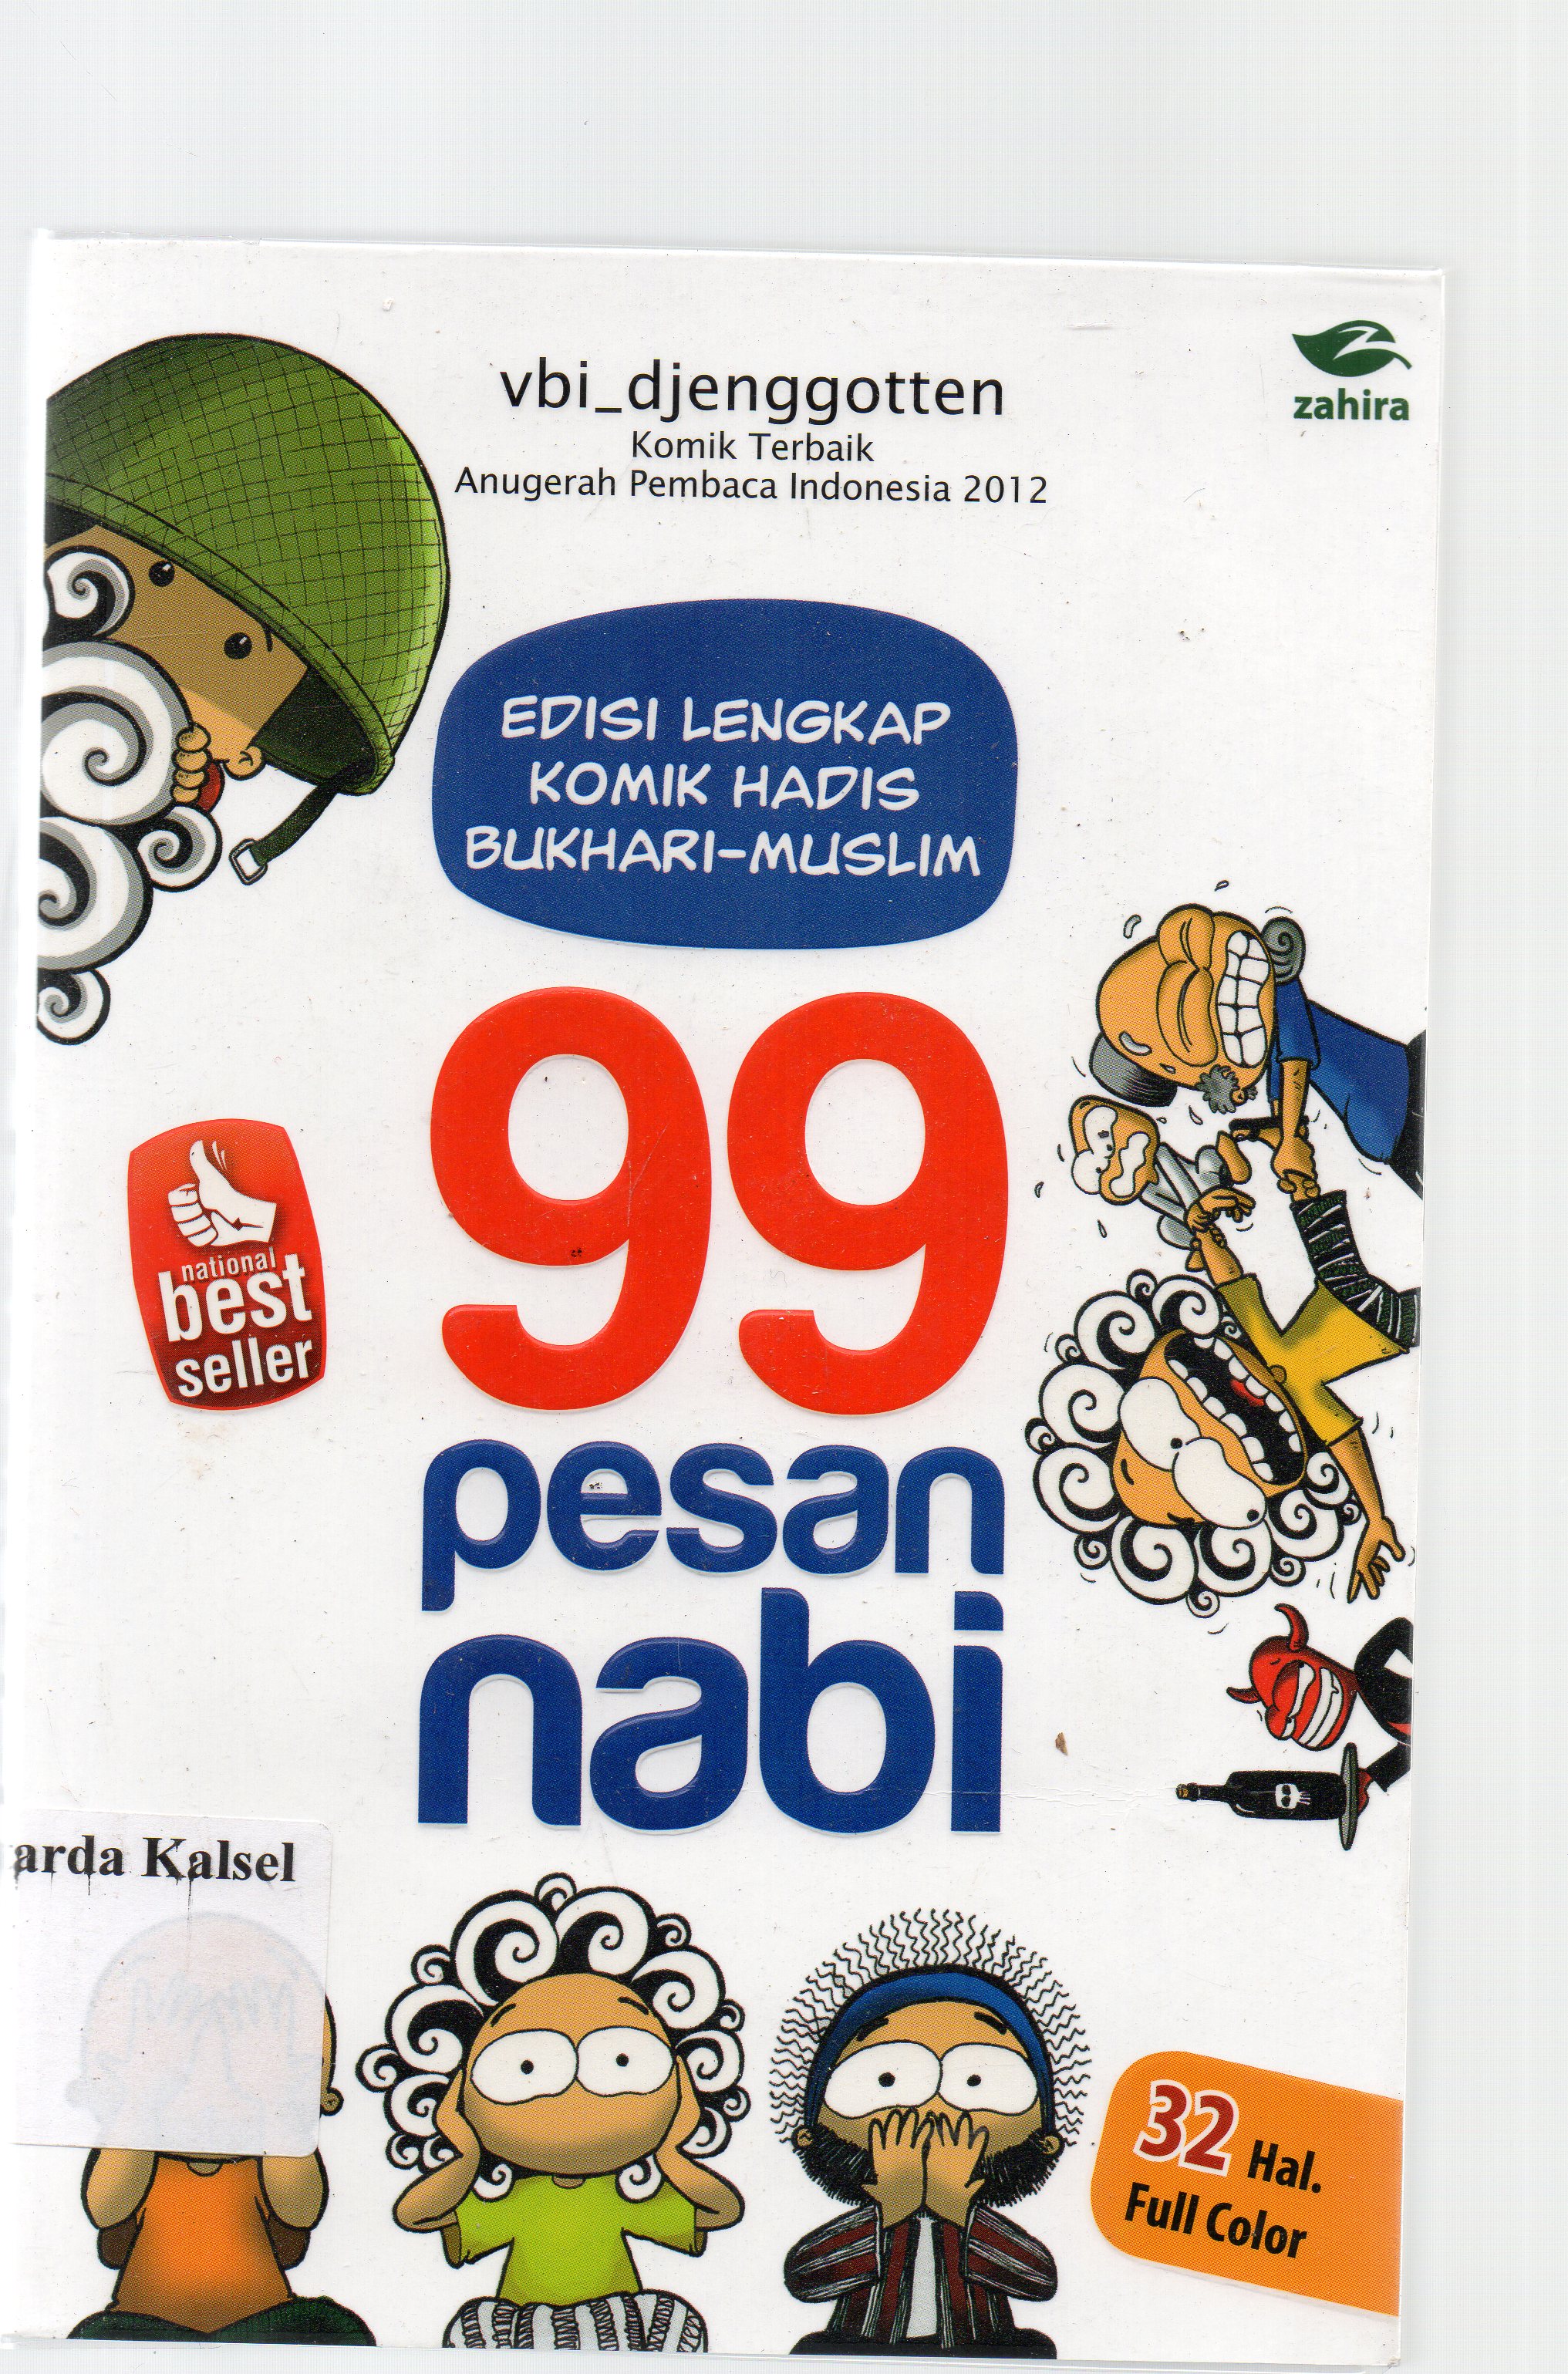 vbi_djenggotten
Komik Terbaik
Anugerah Pembaca Indonesia 2012
zahira
EDISI LENGKAP
KOMIK HADIS
BUKHARI-MUSLIM
99
pesan
nabi
national
best
seller
arda Kalsel
32 Hal.
Full Color